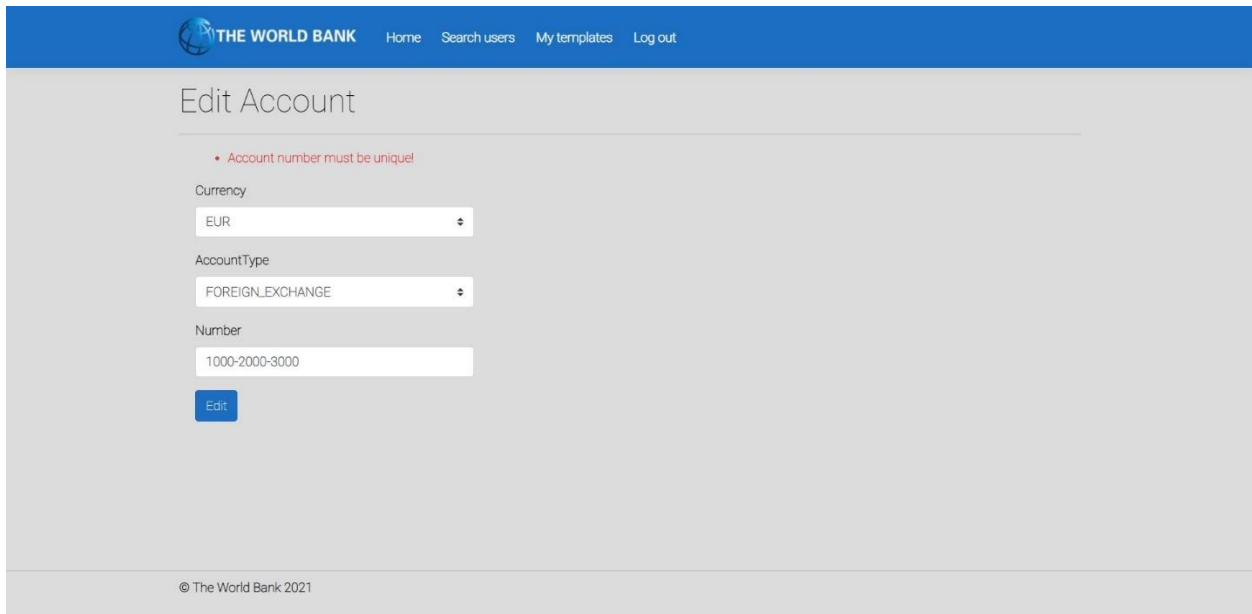 THE WORLD BANK Home Search users My templates Log out
Edit Account
• Account number must be unique!
Currency
EUR
AccountType
FOREIGN_EXCHANGE
Number
1000-2000-3000
Edit
© The World Bank 2021